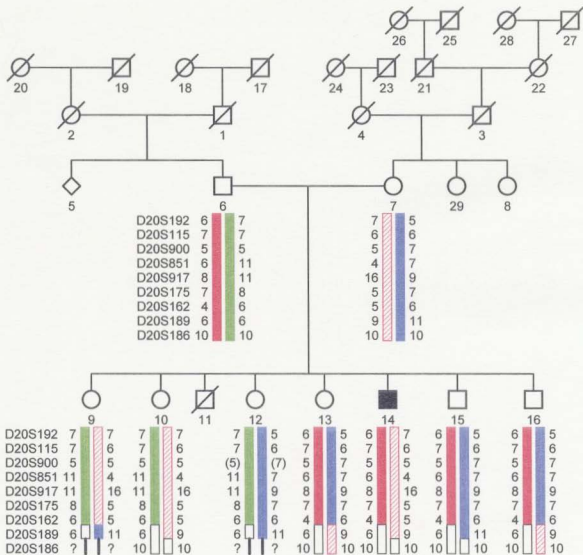 26 25 28 27
20 19 18 17 24 23 21 22
2 1 4 3
5 6 7 29 8
D20S192 6 7 7 5
D20S115 7 7 6 6
D20S900 5 5 5 7
D20S851 6 11 4 7
D20S917 8 11 16 9
D20S175 7 8 5 7
D20S162 4 6 5 6
D20S189 6 6 9 11
D20S186 10 10 10 10
9 10 11 12 13 14 15 16
D20S192 7 7 7 7 7 5 6 5 6 7 6 5 6 5
D20S115 7 6 7 6 7 6 7 6 7 6 7 6 7 6
D20S900 5 5 5 5 (5) (7) 5 7 5 5 5 7 5 7
D20S851 11 4 11 4 11 7 6 7 6 4 6 7 6 7
D20S917 11 16 11 16 11 9 8 9 8 16 8 9 8 9
D20S175 8 5 8 5 8 7 7 7 7 5 7 7 7 7
D20S162 6 5 6 5 6 6 4 6 4 5 4 6 4 6
D20S189 6 11 6 9 6 11 6 9 6 9 6 11 6 9
D20S186 ? ? 10 10 ? ? 10 10 10 10 10 10 10 10